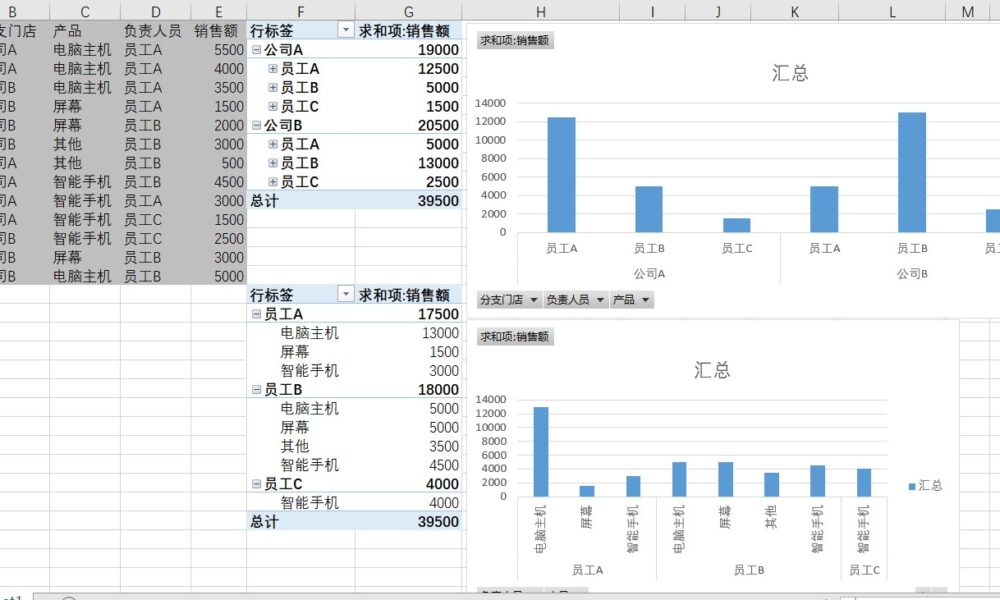 B C D E F G H I J K L M
支门店 产品 负责人员 销售额 行标签 求和项:销售额
司A 电脑主机 员工A 5500 公司A 19000
司A 电脑主机 员工A 4000 员工A 12500
司B 电脑主机 员工A 3500 员工B 5000
司B 屏幕 员工A 1500 员工C 1500
司B 屏幕 员工B 2000 公司B 20500
司B 其他 员工B 3000 员工A 5000
司A 其他 员工B 500 员工B 13000
司A 智能手机 员工B 4500 员工C 2500
司A 智能手机 员工A 3000 总计 39500
司A 智能手机 员工C 1500
司B 智能手机 员工C 2500
司B 屏幕 员工B 3000
司B 电脑主机 员工B 5000
行标签 求和项:销售额
员工A 17500
电脑主机 13000
屏幕 1500
智能手机 3000
员工B 18000
电脑主机 5000
屏幕 5000
其他 3500
智能手机 4500
员工C 4000
智能手机 4000
总计 39500
求和项:销售额
汇总
14000
12000
10000
8000
6000
4000
2000
0
员工A 员工B 员工C 员工A 员工B
公司A 公司B
分支门店 负责人员 产品
求和项:销售额
汇总
14000
12000
10000
8000
6000
4000
2000
0
电脑主机 屏幕 智能手机 电脑主机 屏幕 其他 智能手机 智能手机
员工A 员工B 员工C
汇总